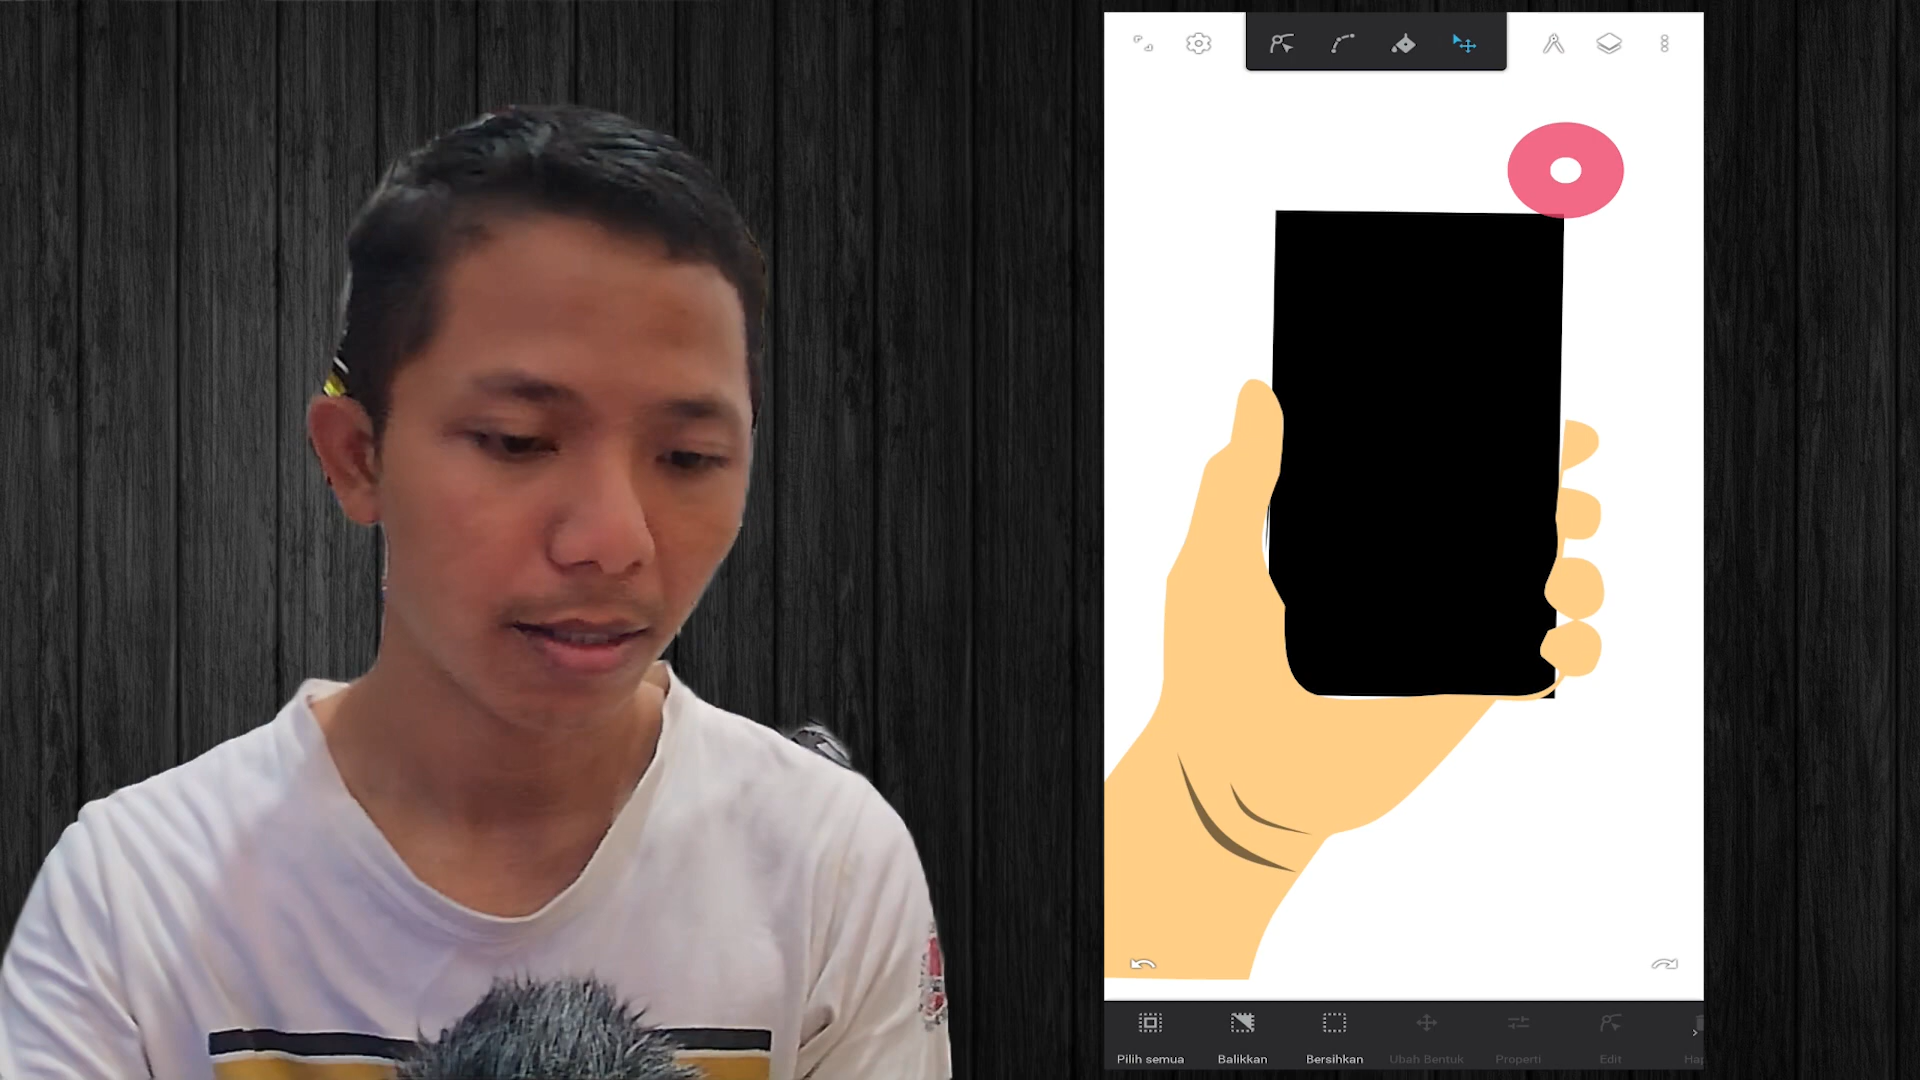 Pilih semua
Balikkan
Bersihkan
Ubah Bentuk
Properti
Edit